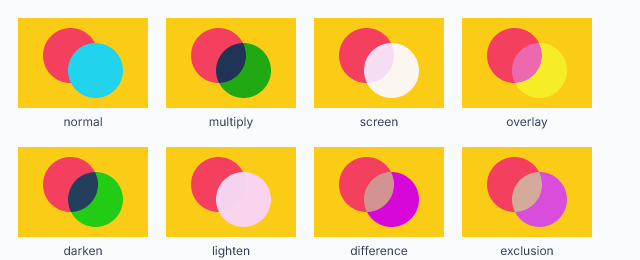 normal
multiply
screen
overlay
darken
lighten
difference
exclusion